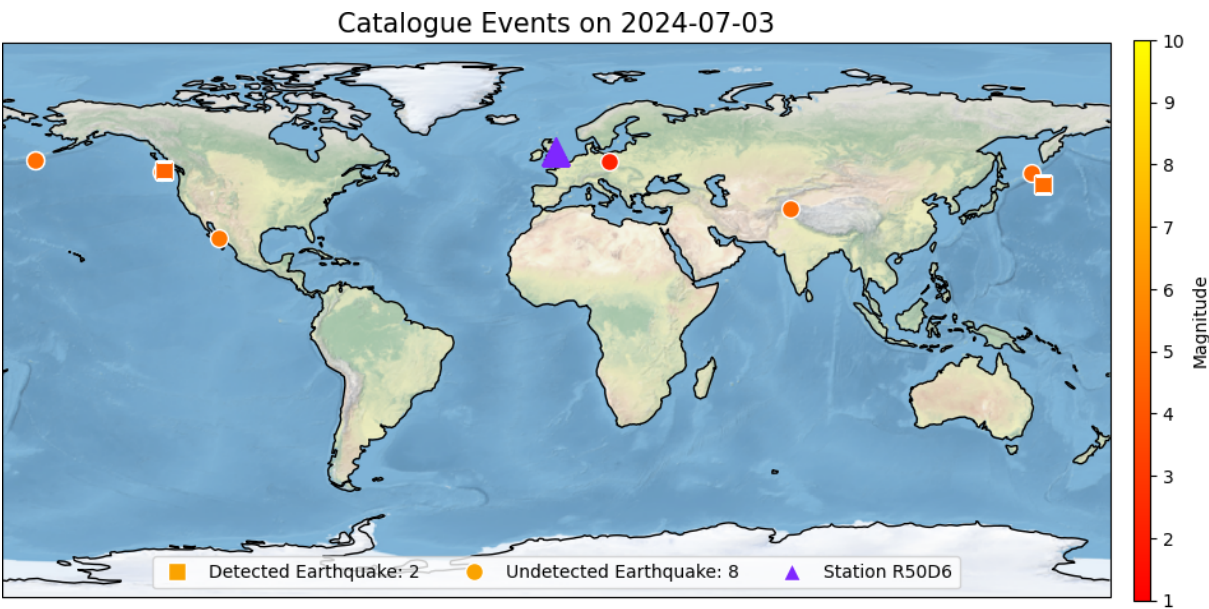 Catalogue Events on 2024-07-03
10
9
8
7
6
5
4
3
2
1
Magnitude
Detected Earthquake: 2
Undetected Earthquake: 8
Station R50D6